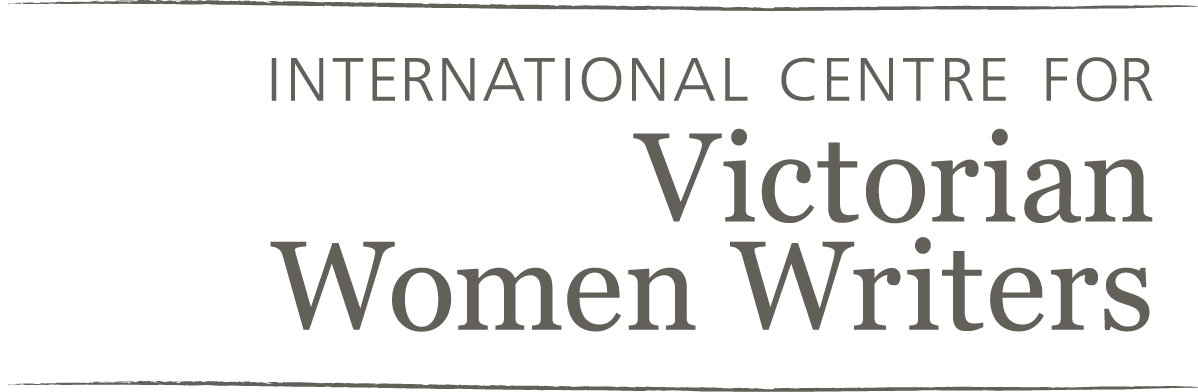 INTERNATIONAL CENTRE FOR
Victorian
Women Writers